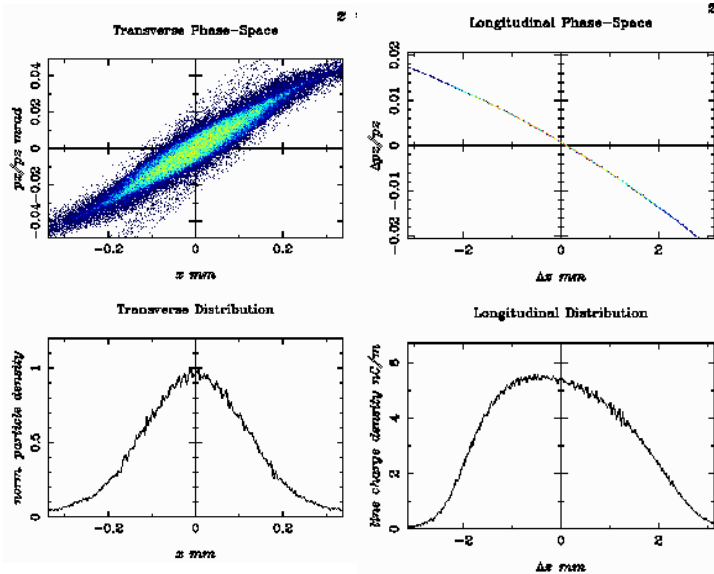 z
Transverse Phase-Space
px/pz mrad
0.04
0.02
0
-0.02
-0.04
-0.2
0
0.2
x mm
z
Longitudinal Phase-Space
Δpz/pz
0.02
0.01
0
-0.01
-0.02
-2
0
2
Δz mm
Transverse Distribution
norm. particle density
1
0.5
0
-0.2
0
0.2
x mm
Longitudinal Distribution
line charge density nC/m
6
4
2
0
-2
0
2
Δz mm